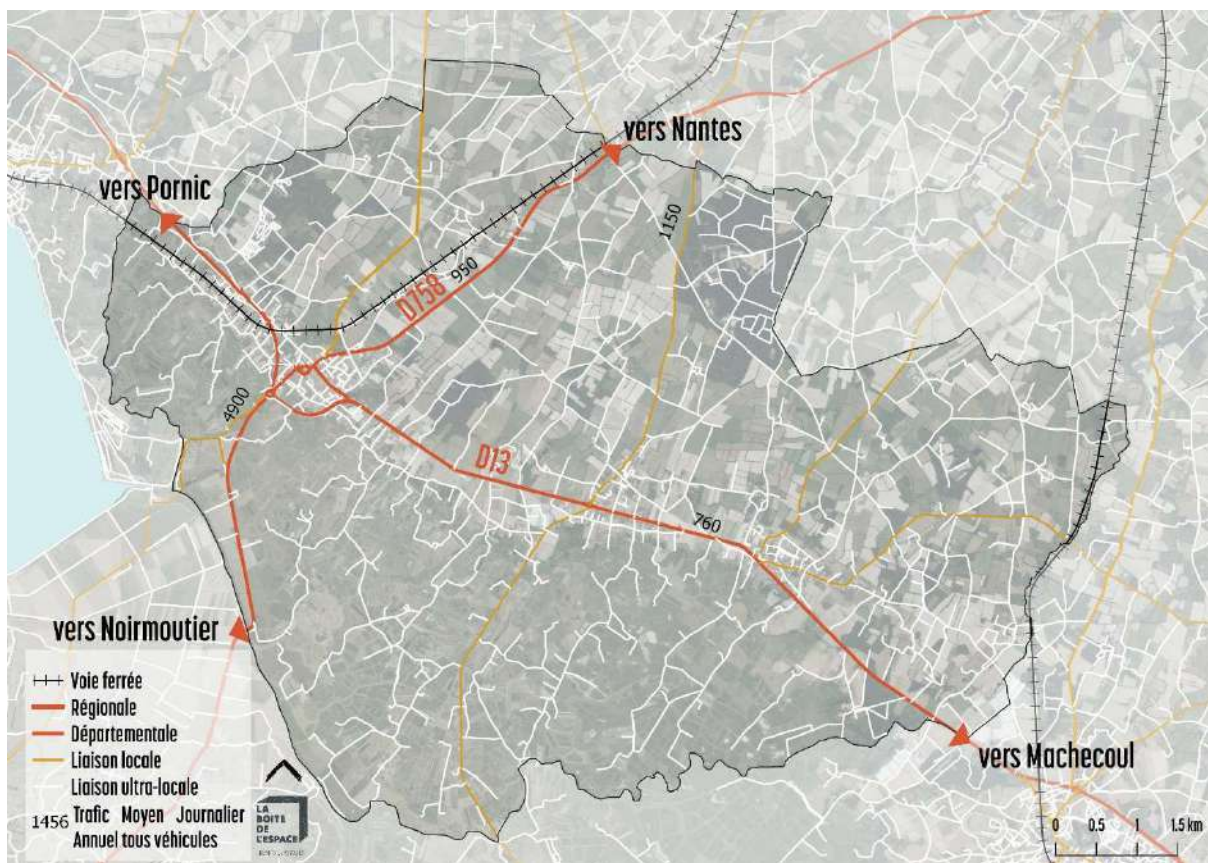 vers Nantes
vers Pornic
1150
950
D758
4900
D13
760
vers Noirmoutier
Voie ferrée
Régionale
Départementale
Liaison locale
Liaison ultra-locale
1456 Trafic Moyen Journalier
Annuel tous véhicules
LA
BOITE
DE
L'ESPACE
vers Machecoul
0 0.5 1 1.5 km